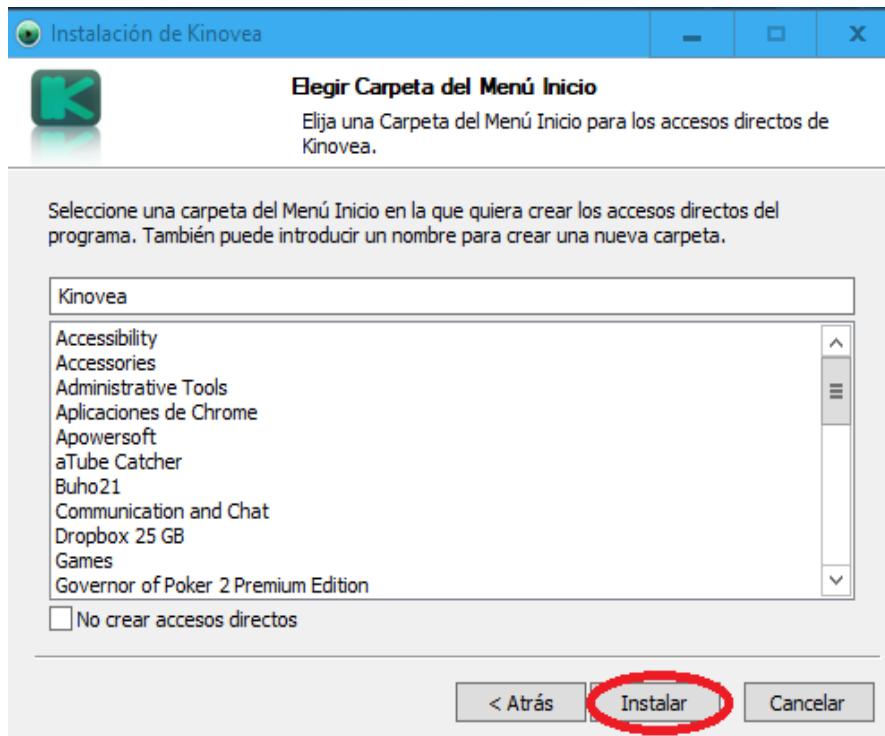 Instalación de Kinovea
Elegir Carpeta del Menú Inicio
Elija una Carpeta del Menú Inicio para los accesos directos de
Kinovea.
Seleccione una carpeta del Menú Inicio en la que quiera crear los accesos directos del
programa. También puede introducir un nombre para crear una nueva carpeta.
Kinovea
Accessibility
Accessories
Administrative Tools
Aplicaciones de Chrome
Apowersoft
aTube Catcher
Buho21
Communication and Chat
Dropbox 25 GB
Games
Governor of Poker 2 Premium Edition
No crear accesos directos
< Atrás Instalar Cancelar